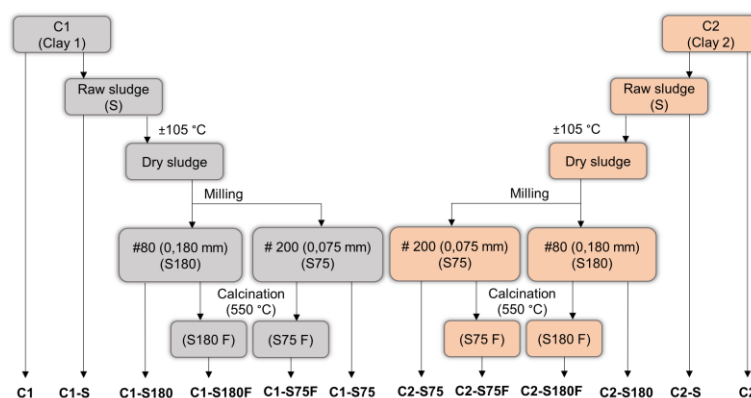 C1
(Clay 1)
C2
(Clay 2)
Raw sludge
(S)
Raw sludge
(S)
±105 °C
±105 °C
Dry sludge
Dry sludge
Milling
Milling
#80 (0,180 mm)
(S180)
# 200 (0,075 mm)
(S75)
# 200 (0,075 mm)
(S75)
#80 (0,180 mm)
(S180)
Calcination
(550 °C)
Calcination
(550 °C)
(S180 F)
(S75 F)
(S75 F)
(S180 F)
C1 C1-S C1-S180 C1-S180F C1-S75F C1-S75 C2-S75 C2-S75F C2-S180F C2-S180 C2-S C2